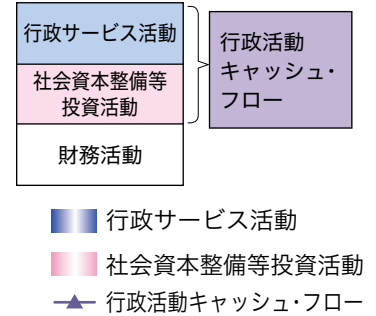 行政サービス活動
社会資本整備等
投資活動
財務活動
行政活動
キャッシュ・
フロー
行政サービス活動
社会資本整備等投資活動
行政活動キャッシュ・フロー